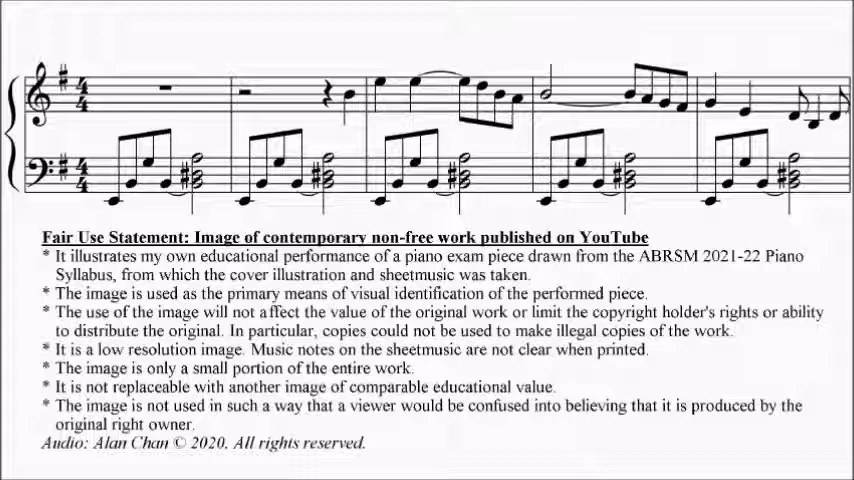 Fair Use Statement: Image of contemporary non-free work published on YouTube
* It illustrates my own educational performance of a piano exam piece drawn from the ABRSM 2021-22 Piano
Syllabus, from which the cover illustration and sheetmusic was taken.
* The image is used as the primary means of visual identification of the performed piece.
* The use of the image will not affect the value of the original work or limit the copyright holder's rights or ability
to distribute the original. In particular, copies could not be used to make illegal copies of the work.
* It is a low resolution image. Music notes on the sheetmusic are not clear when printed.
* The image is only a small portion of the entire work.
* It is not replaceable with another image of comparable educational value.
* The image is not used in such a way that a viewer would be confused into believing that it is produced by the
original right owner.
Audio: Alan Chan © 2020. All rights reserved.